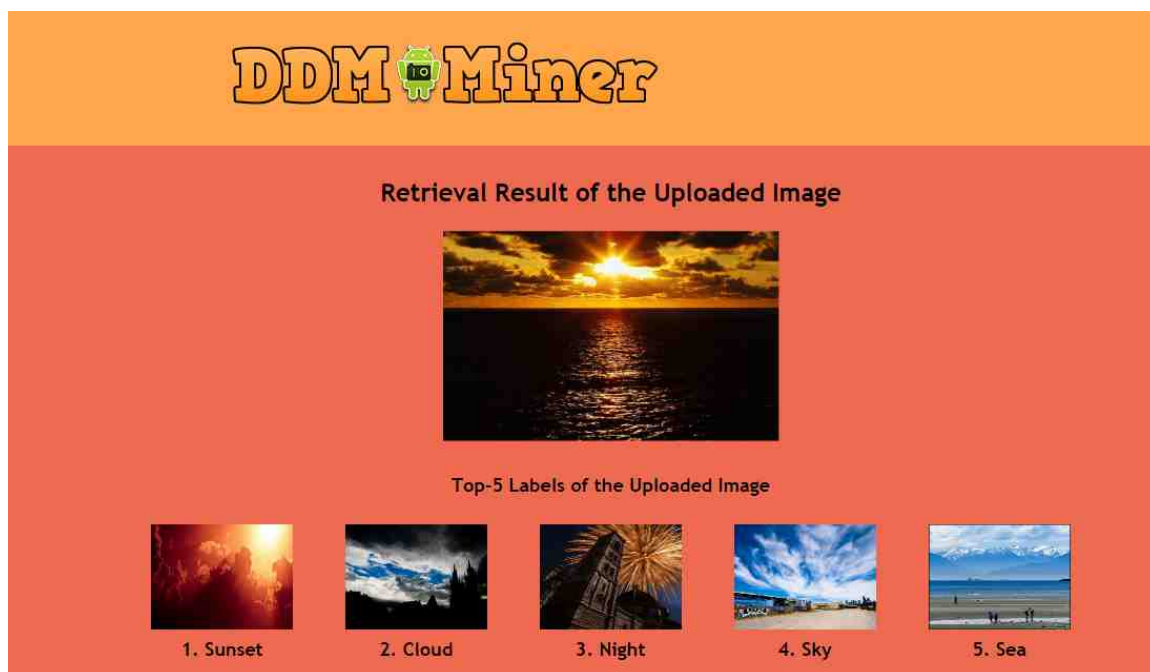 DDM Miner
Retrieval Result of the Uploaded Image
Top-5 Labels of the Uploaded Image
1. Sunset
2. Cloud
3. Night
4. Sky
5. Sea